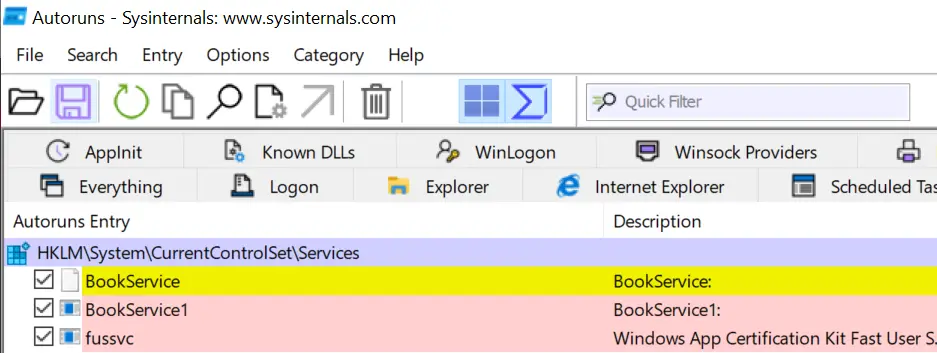 Autoruns - Sysinternals: www.sysinternals.com
File Search Entry Options Category Help
Quick Filter
AppInit Known DLLs WinLogon Winsock Providers
Everything Logon Explorer Internet Explorer Scheduled Tas
Autoruns Entry Description
HKLM\System\CurrentControlSet\Services
BookService BookService:
BookService1 BookService1:
fussvc Windows App Certification Kit Fast User S...